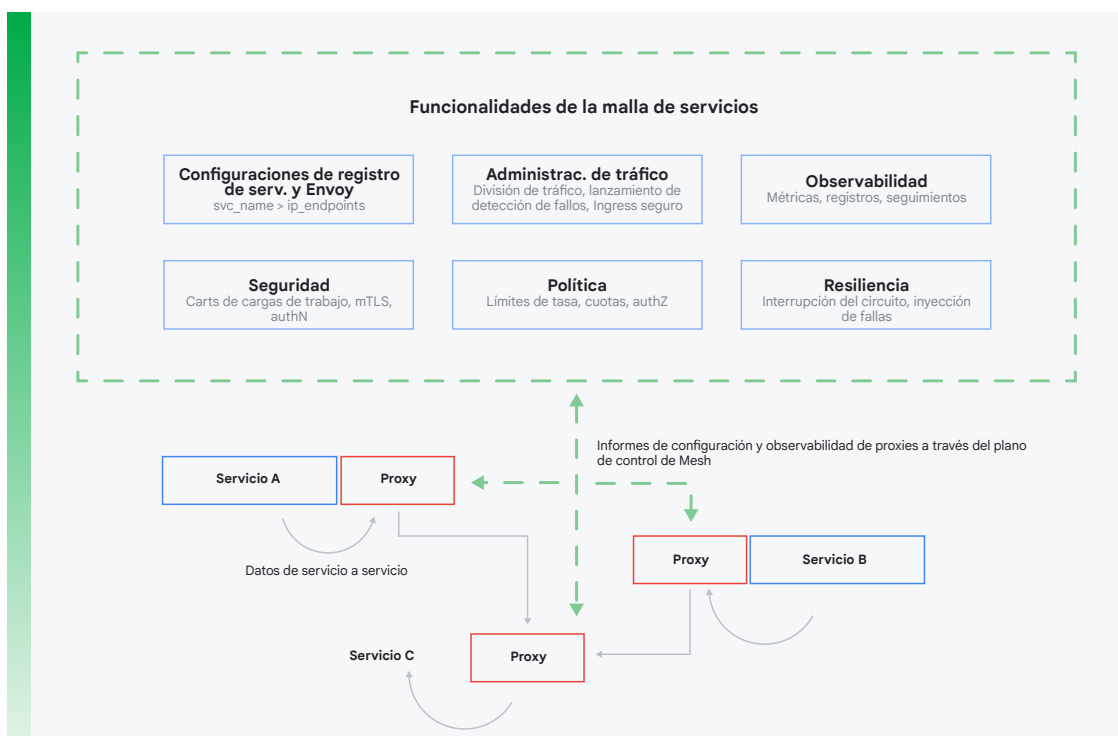 Funcionalidades de la malla de servicios
Configuraciones de registro
de serv. y Envoy
svc_name > ip_endpoints
Administrac. de tráfico
División de tráfico, lanzamiento de
detección de fallos, Ingress seguro
Observabilidad
Métricas, registros, seguimientos
Seguridad
Carts de cargas de trabajo, mTLS,
authN
Política
Límites de tasa, cuotas, authZ
Resiliencia
Interrupción del circuito, inyección
de fallas
Informes de configuración y observabilidad de proxies a través del plano
de control de Mesh
Servicio A
Proxy
Datos de servicio a servicio
Proxy
Servicio B
Servicio C
Proxy